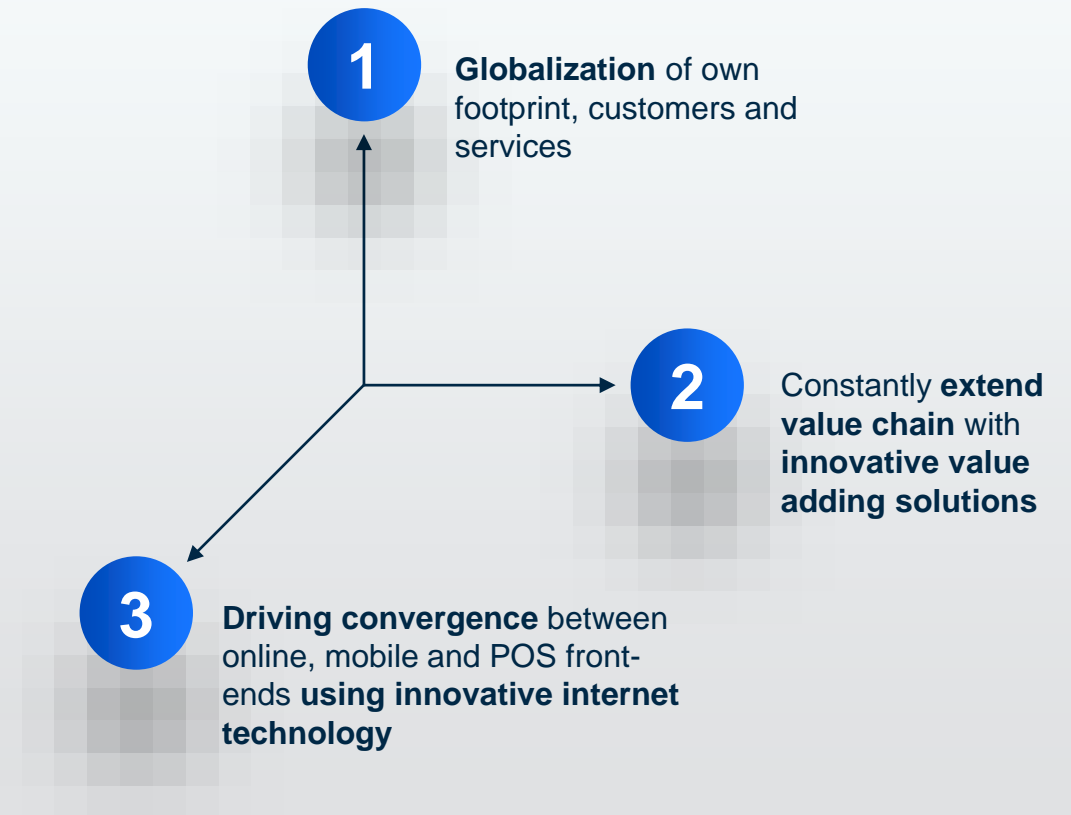 1
Globalization of own
footprint, customers and
services
2
Constantly extend
value chain with
innovative value
adding solutions
3
Driving convergence between
online, mobile and POS front-
ends using innovative internet
technology